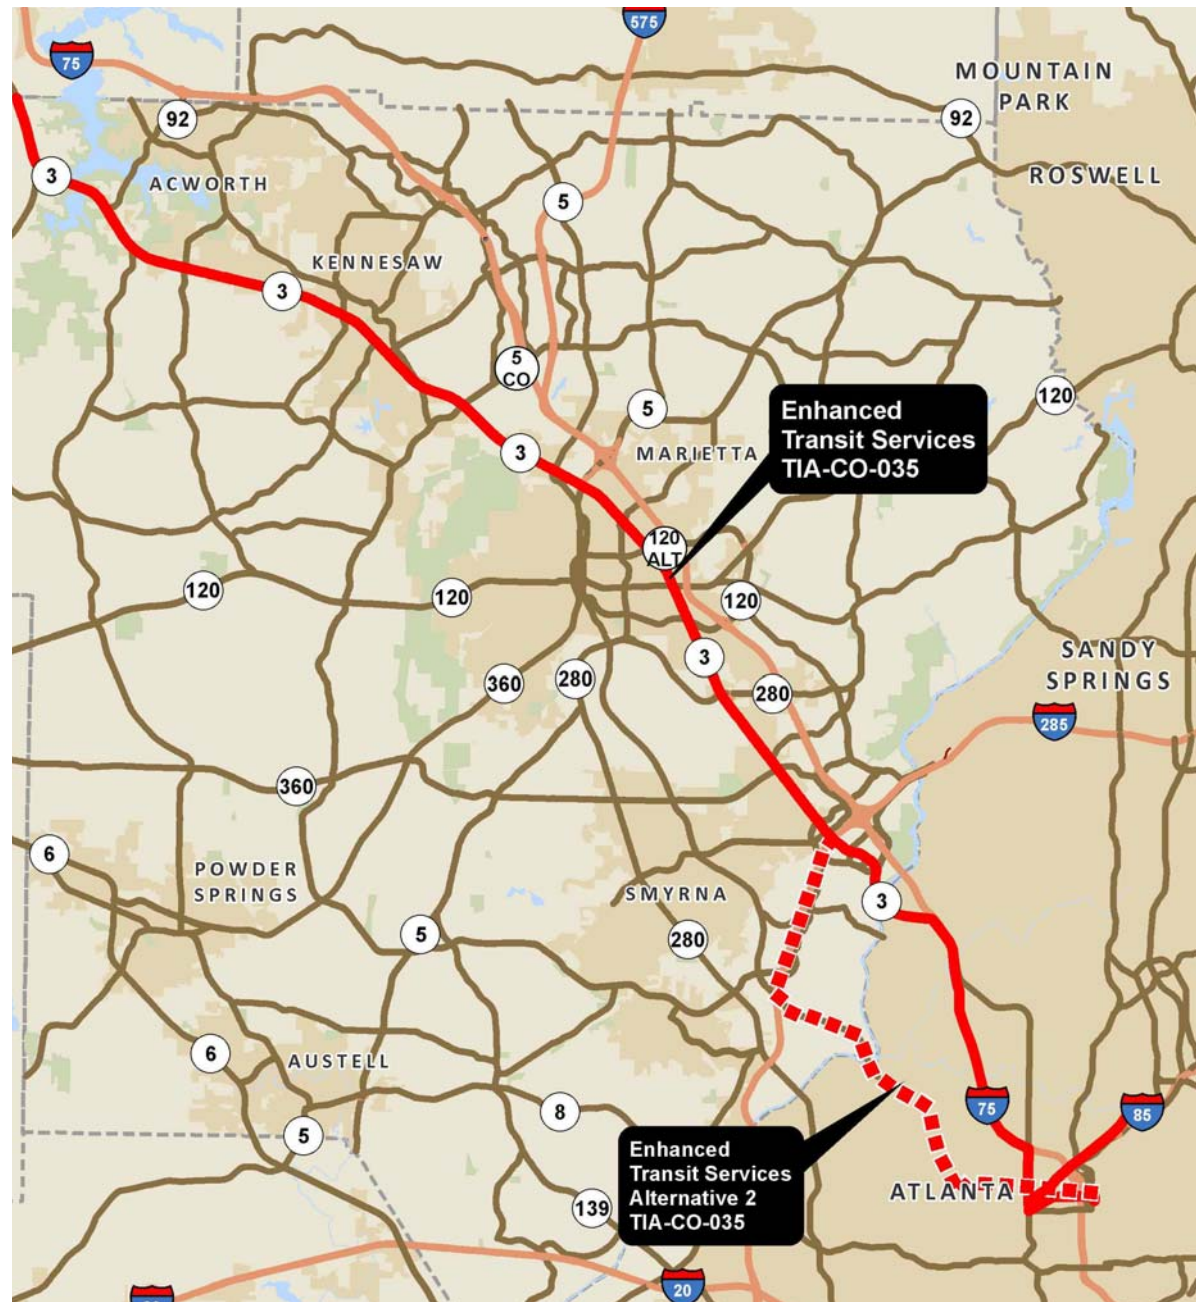 575
75
MOUNTAIN
PARK
92
92
3
ACWORTH
ROSWELL
5
KENNESAW
3
5
CO
120
5
Enhanced
Transit Services
TIA-CO-035
3
MARIETTA
120
ALT
120
120
120
3
SANDY
SPRINGS
360
280
280
285
360
6
POWDER
SPRINGS
SMYRNA
3
5
280
6
AUSTELL
8
75
85
5
Enhanced
Transit Services
Alternative 2
TIA-CO-035
ATLANTA
139
20